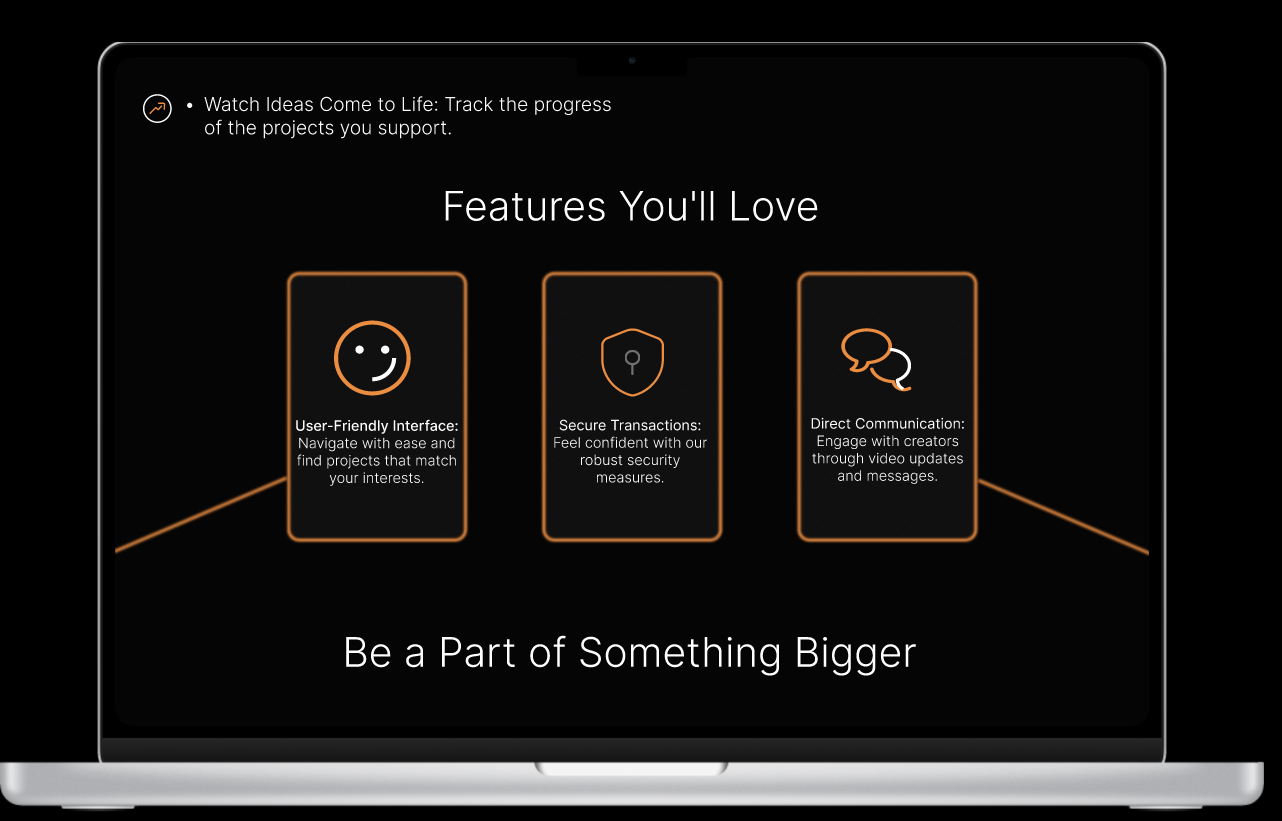 • Watch Ideas Come to Life: Track the progress
of the projects you support.
Features You'll Love
User-Friendly Interface:
Navigate with ease and
find projects that match
your interests.
Secure Transactions:
Feel confident with our
robust security
measures.
Direct Communication:
Engage with creators
through video updates
and messages.
Be a Part of Something Bigger